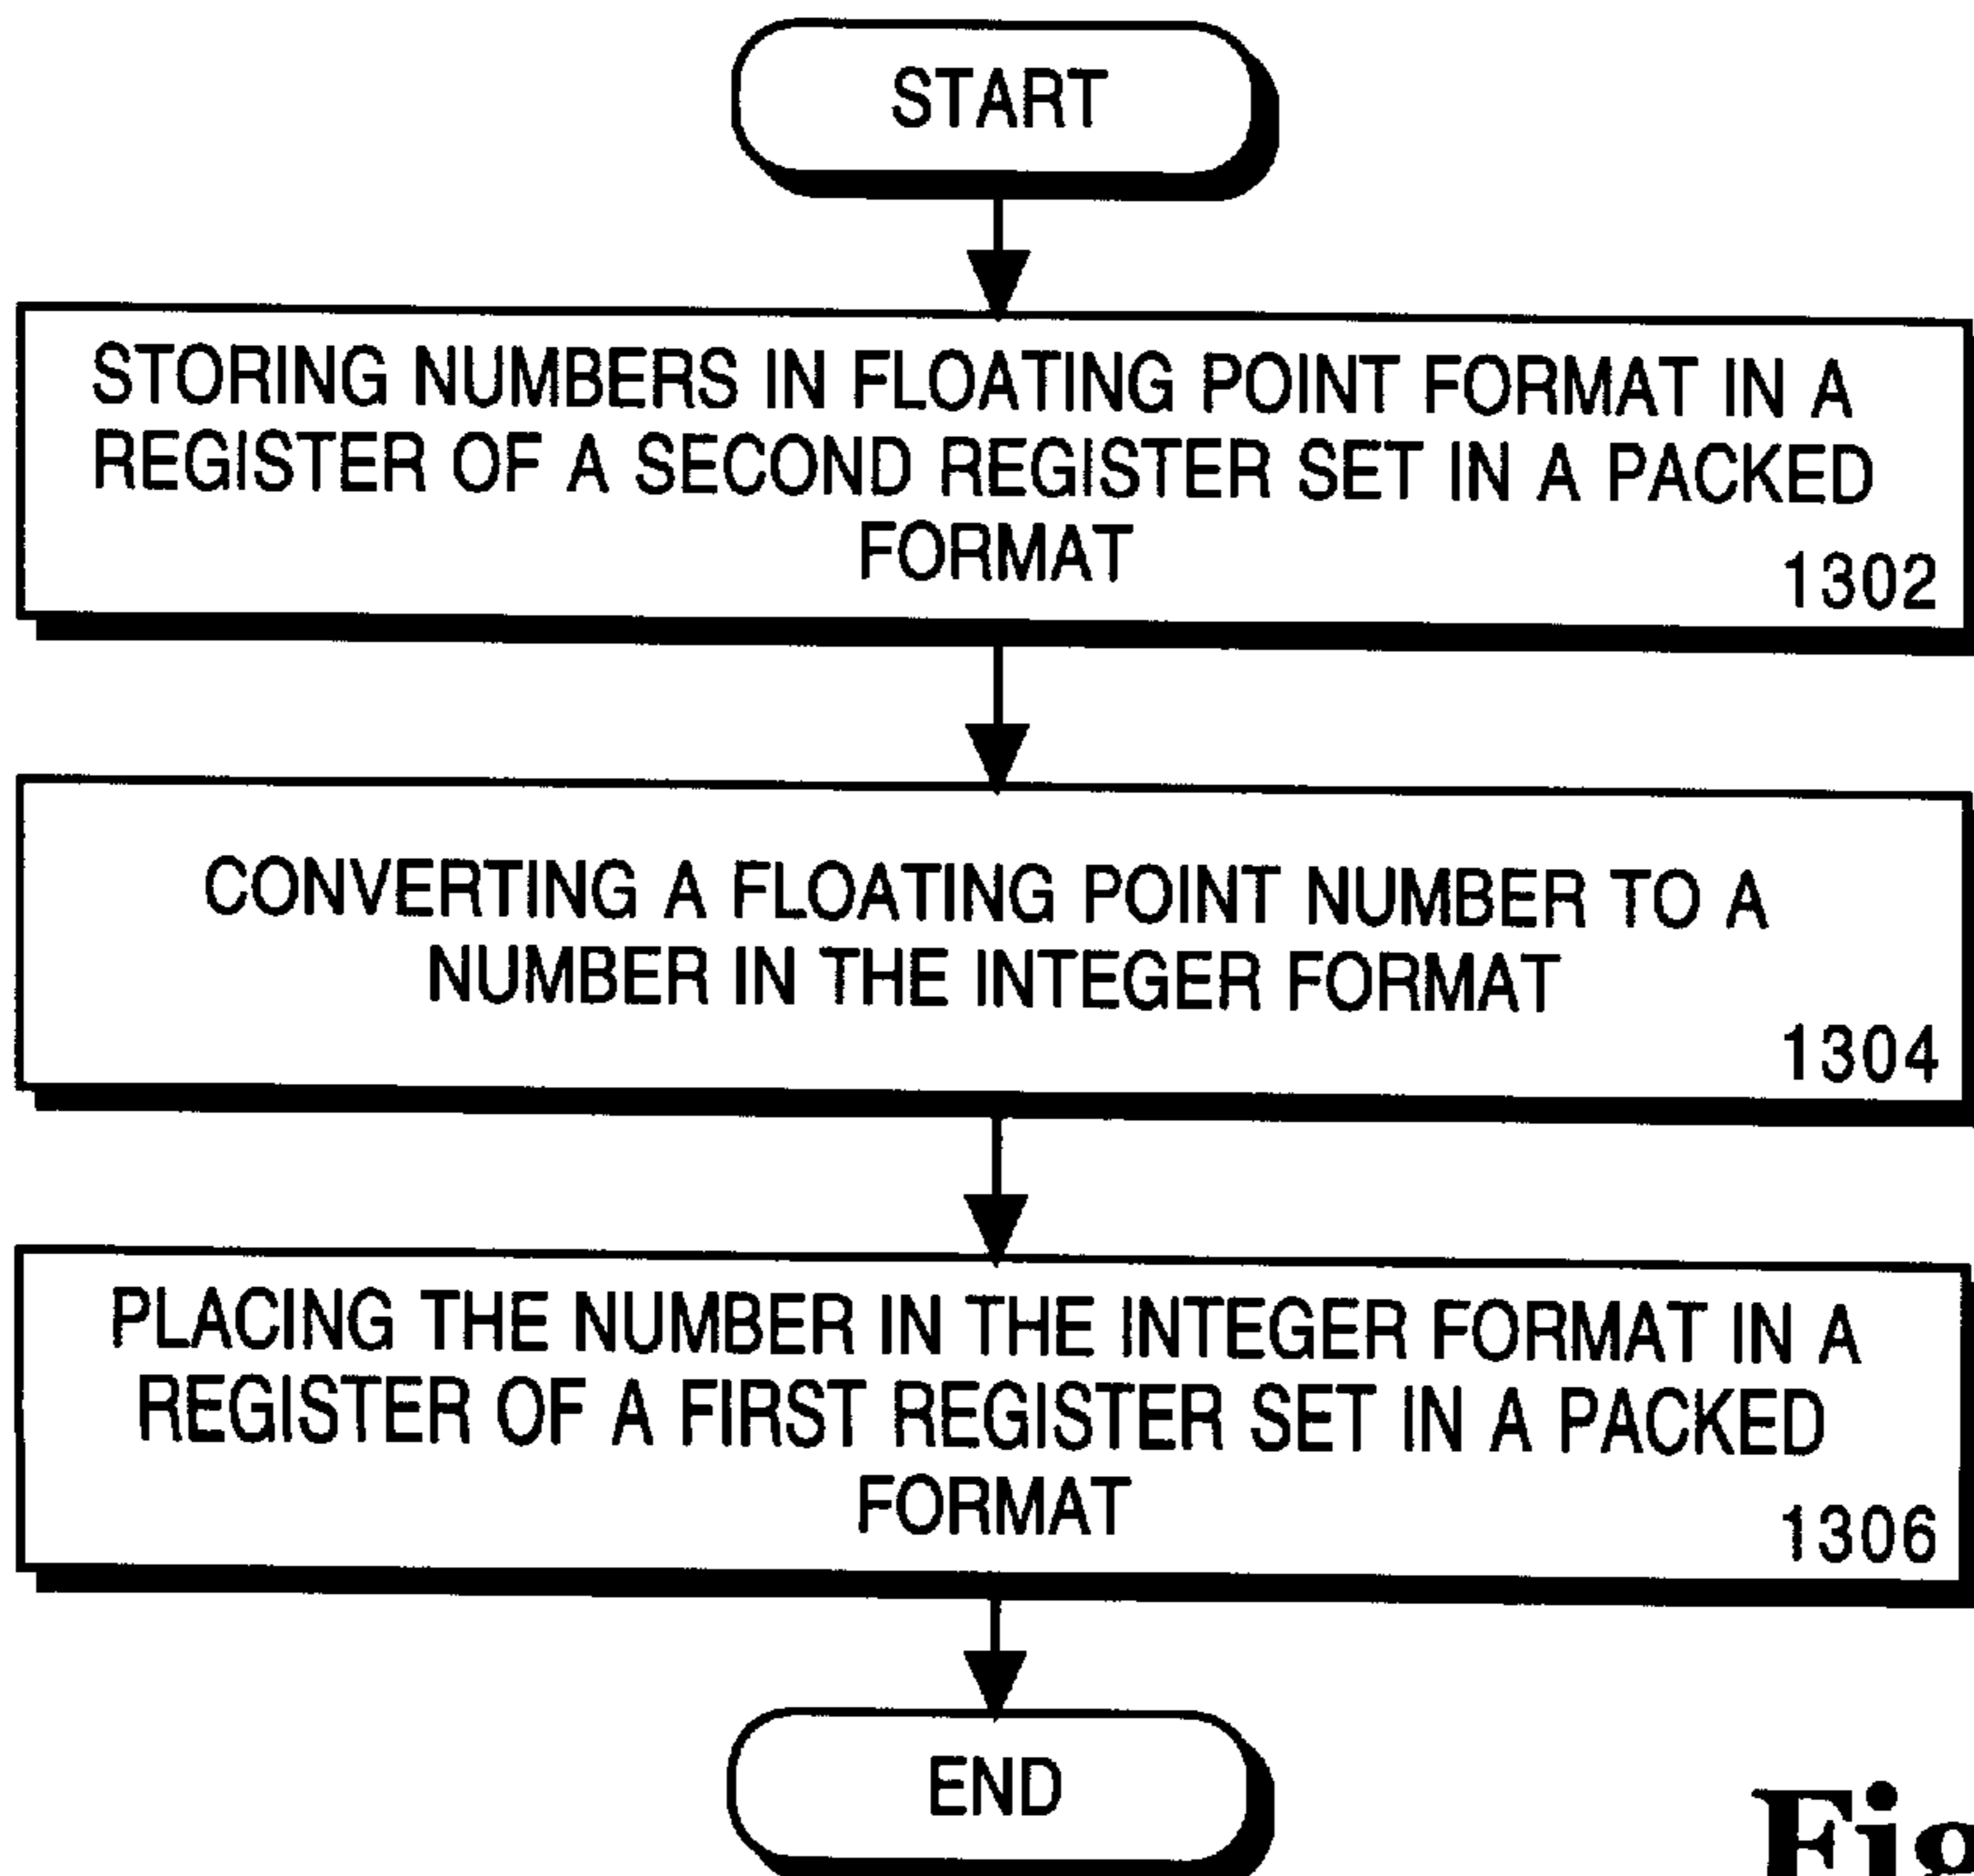 START
STORING NUMBERS IN FLOATING POINT FORMAT IN A
REGISTER OF A SECOND REGISTER SET IN A PACKED
FORMAT
1302
CONVERTING A FLOATING POINT NUMBER TO A
NUMBER IN THE INTEGER FORMAT
1304
PLACING THE NUMBER IN THE INTEGER FORMAT IN A
REGISTER OF A FIRST REGISTER SET IN A PACKED
FORMAT
1306
END
Fig